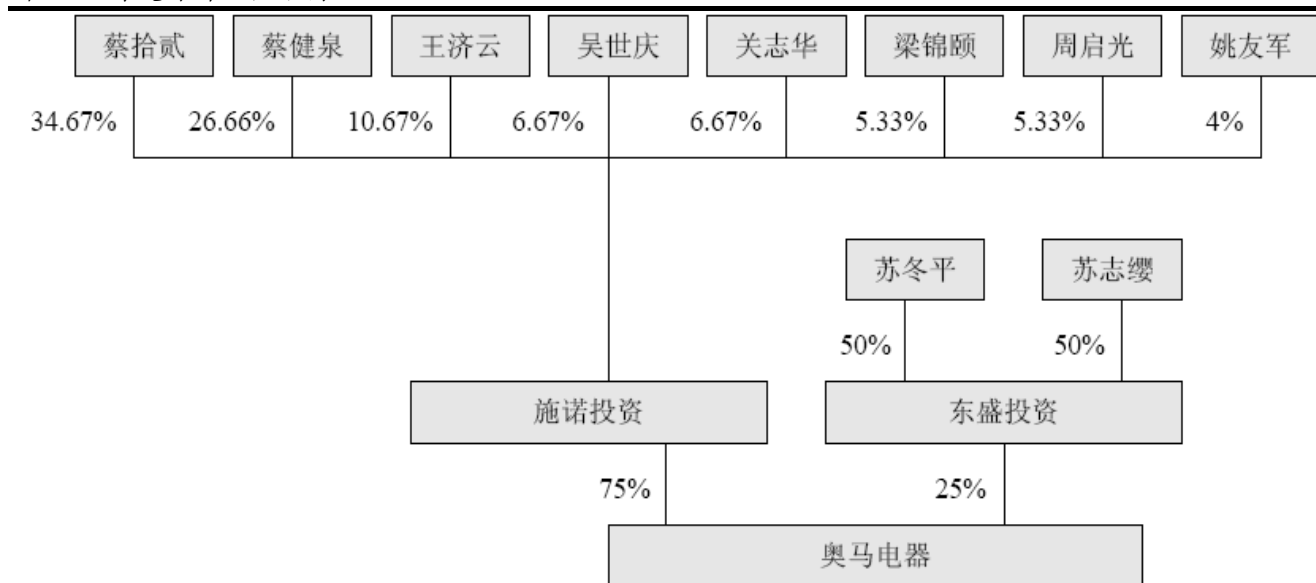 蔡拾贰 蔡健泉 王济云 吴世庆 关志华 梁锦颐 周启光 姚友军
34.67% 26.66% 10.67% 6.67% 6.67% 5.33% 5.33% 4%
苏冬平 苏志缨
50% 50%
施诺投资 东盛投资
75% 25%
奥马电器